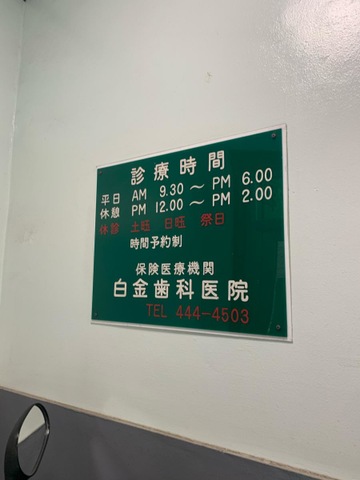 診療時間
平日 AM 9.30～PM 6.00
休憩 PM 12.00～PM 2.00
休診 土旺 日旺 祭日
時間予約制
保険医療機関
白金歯科医院
TEL 444-4503